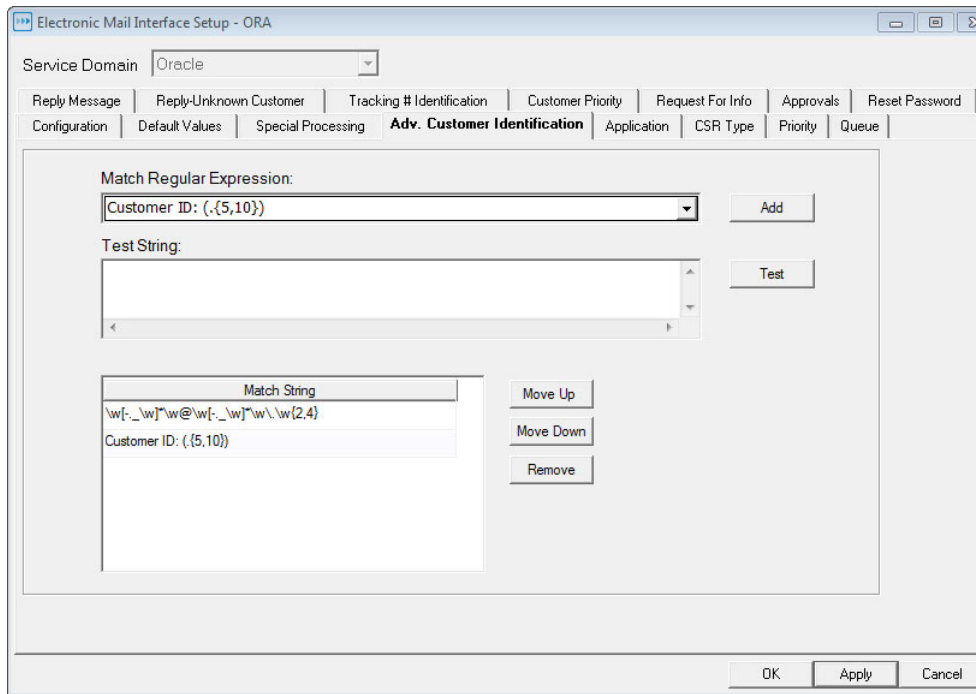 Electronic Mail Interface Setup - ORA
Service Domain Oracle
Reply Message Reply-Unknown Customer Tracking # Identification Customer Priority Request For Info Approvals Reset Password
Configuration Default Values Special Processing Adv. Customer Identification Application CSR Type Priority Queue
Match Regular Expression:
Customer ID: (.{5,10}) Add
Test String:
Test
Match String
\w[-._\w]*\w@\w[-._\w]*\w\.\w{2,4}
Customer ID: (.{5,10})
Move Up
Move Down
Remove
OK Apply Cancel